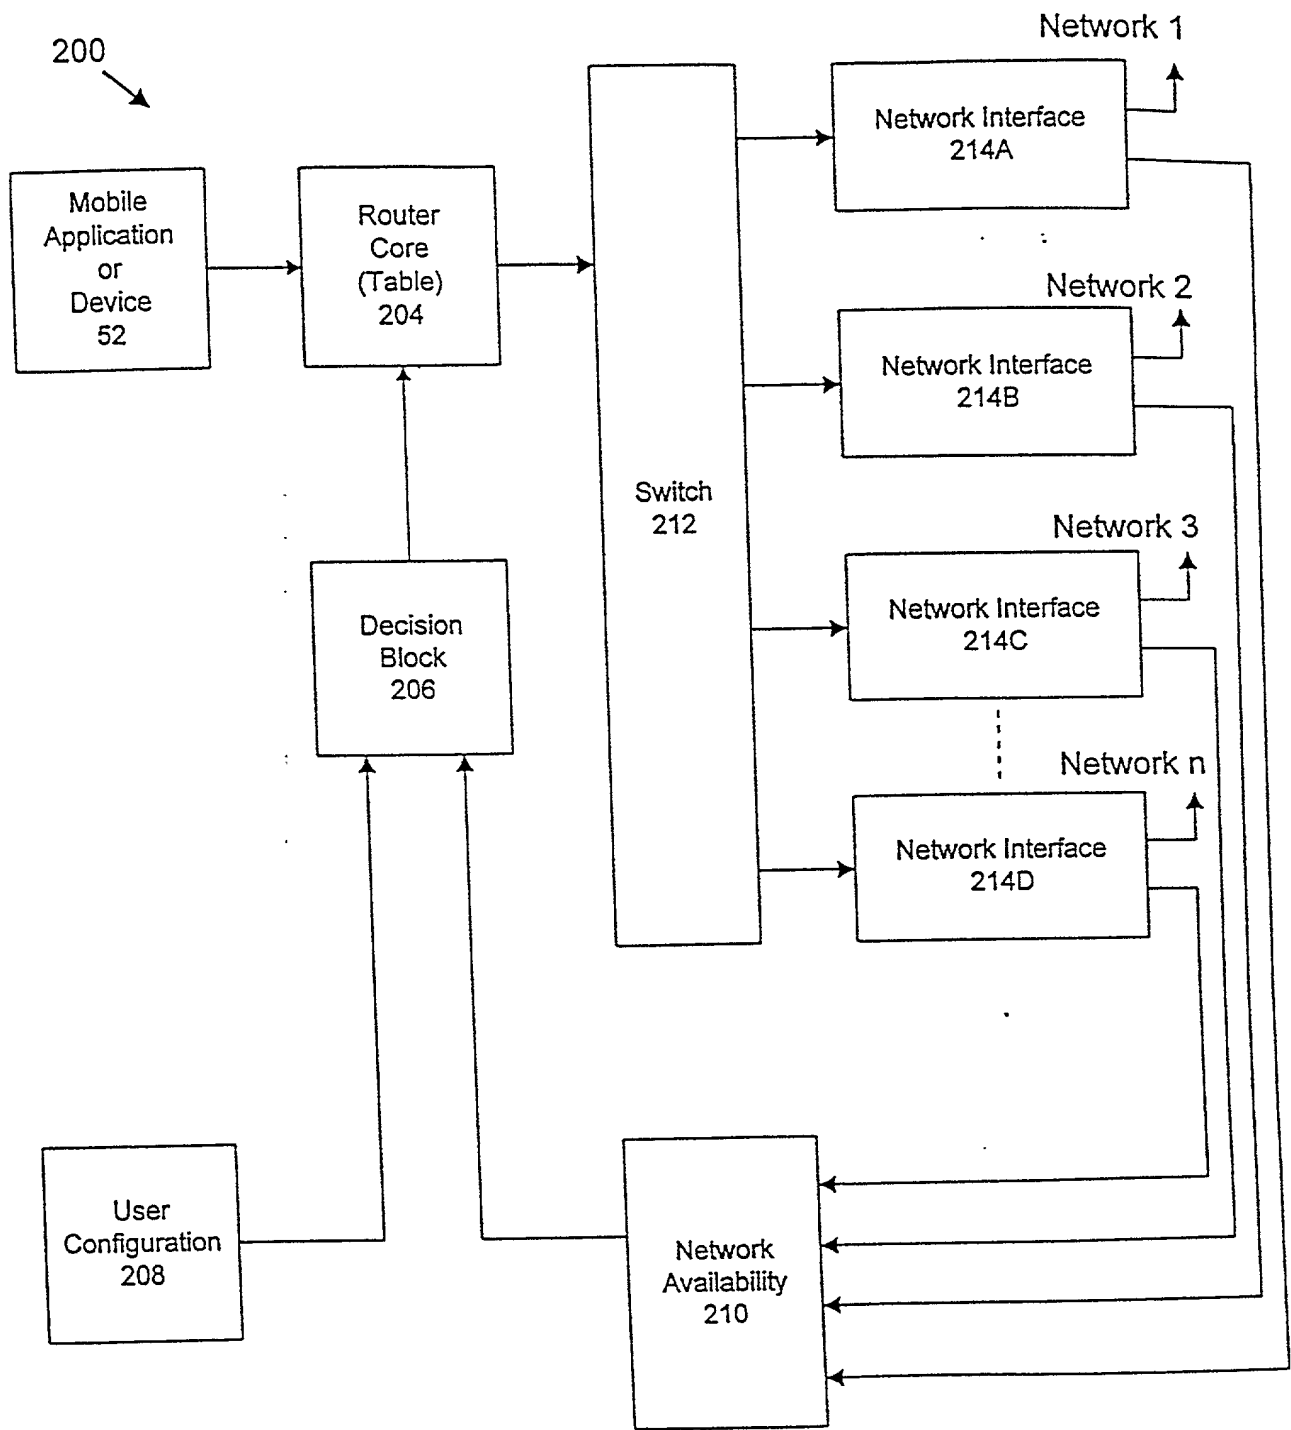 200
Network 1
Network Interface
214A
Mobile
Application
or
Device
52
Router
Core
(Table)
204
Network 2
Network Interface
214B
Switch
212
Network 3
Network Interface
214C
Decision
Block
206
Network n
Network Interface
214D
User
Configuration
208
Network
Availability
210